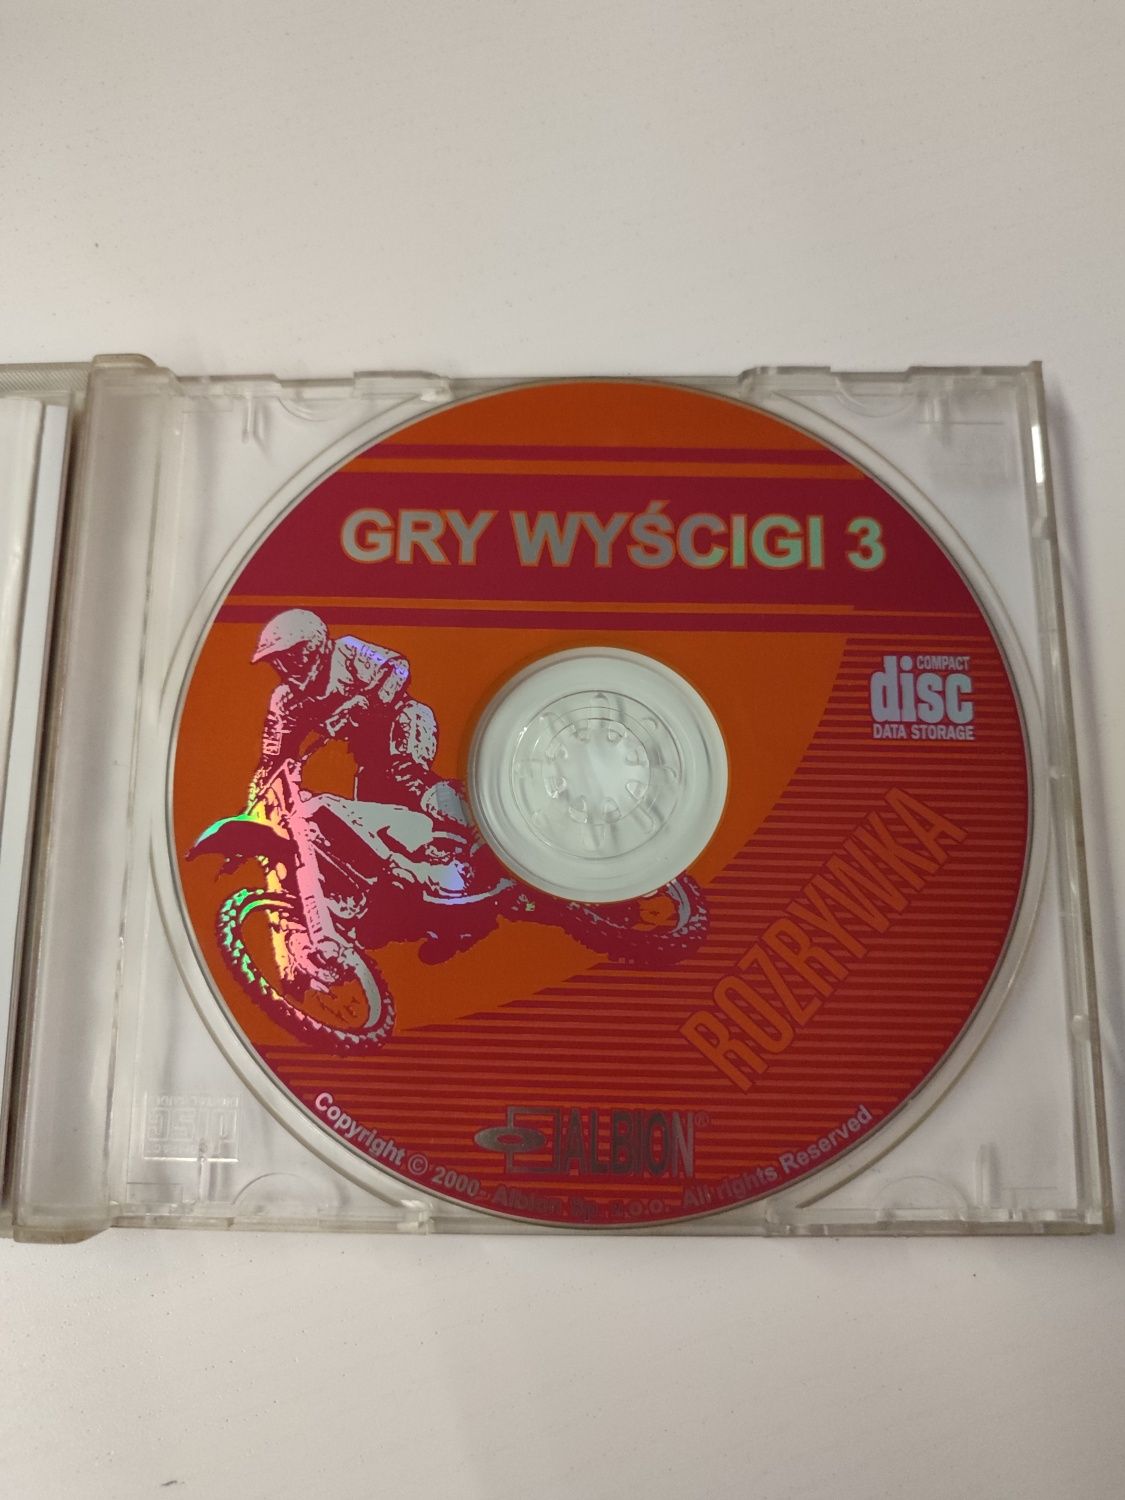 GRY WYŚCIGI 3
COMPACT
disc
DATA STORAGE
ROZRYWKA
ALBION®
Copyright © 2000 Albion Sp. z o.o. All rights Reserved